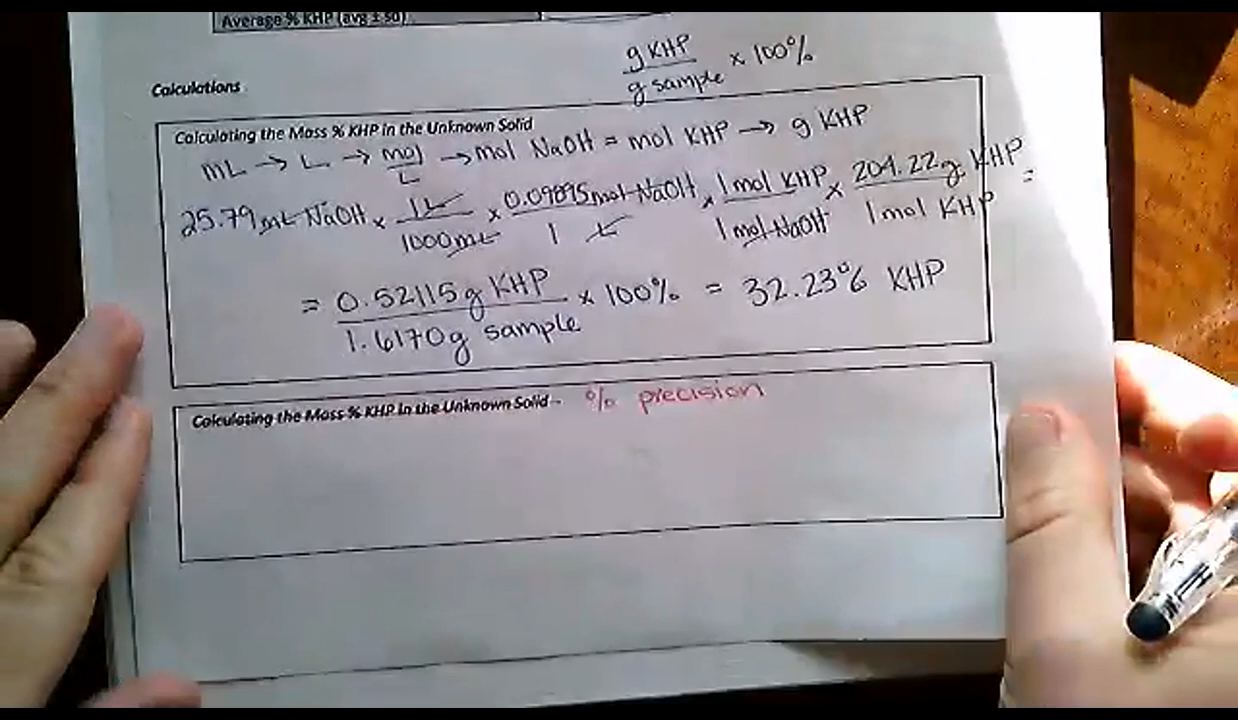 Average % KHP (avg ± SD)
g KHP / g sample × 100%
Calculations
Calculating the Mass % KHP in the Unknown Solid
mL → L → mol/L → mol NaOH = mol KHP → g KHP
25.79 mL NaOH × 1L / 1000 mL × 0.09895 mol NaOH / 1 L × 1 mol KHP / 1 mol NaOH × 204.22 g KHP / 1 mol KHP =
= 0.52115 g KHP / 1.6170 g sample × 100% = 32.23% KHP
Calculating the Mass % KHP in the Unknown Solid - % precision